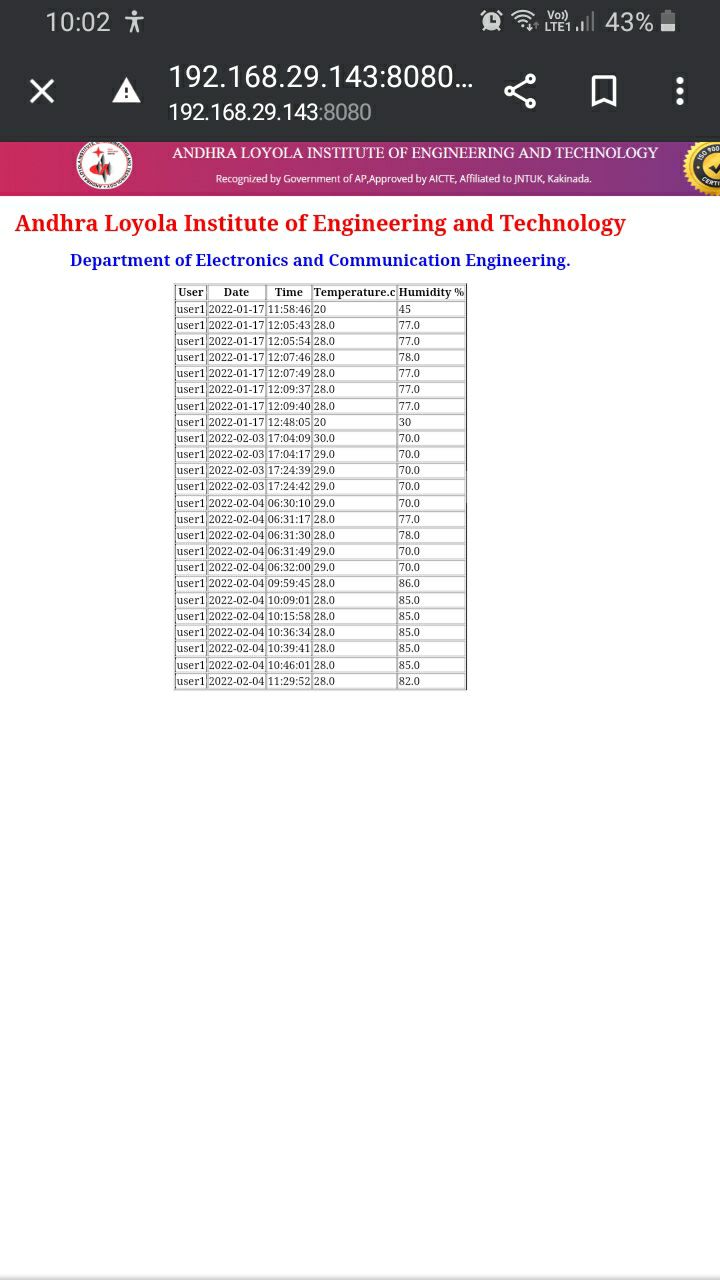 10:02
Vo)) LTE1 43%
192.168.29.143:8080...
192.168.29.143:8080
ANDHRA LOYOLA INSTITUTE OF ENGINEERING AND TECHNOLOGY
Recognized by Government of AP,Approved by AICTE, Affiliated to JNTUK, Kakinada.
Andhra Loyola Institute of Engineering and Technology
Department of Electronics and Communication Engineering.
User Date Time Temperature.c Humidity %
user1 2022-01-17 11:58:46 20 45
user1 2022-01-17 12:05:43 28.0 77.0
user1 2022-01-17 12:05:54 28.0 77.0
user1 2022-01-17 12:07:46 28.0 78.0
user1 2022-01-17 12:07:49 28.0 77.0
user1 2022-01-17 12:09:37 28.0 77.0
user1 2022-01-17 12:09:40 28.0 77.0
user1 2022-01-17 12:48:05 20 30
user1 2022-02-03 17:04:09 30.0 70.0
user1 2022-02-03 17:04:17 29.0 70.0
user1 2022-02-03 17:24:39 29.0 70.0
user1 2022-02-03 17:24:42 29.0 70.0
user1 2022-02-04 06:30:10 29.0 70.0
user1 2022-02-04 06:31:17 28.0 77.0
user1 2022-02-04 06:31:30 28.0 78.0
user1 2022-02-04 06:31:49 29.0 70.0
user1 2022-02-04 06:32:00 29.0 70.0
user1 2022-02-04 09:59:45 28.0 86.0
user1 2022-02-04 10:09:01 28.0 85.0
user1 2022-02-04 10:15:58 28.0 85.0
user1 2022-02-04 10:36:34 28.0 85.0
user1 2022-02-04 10:39:41 28.0 85.0
user1 2022-02-04 10:46:01 28.0 85.0
user1 2022-02-04 11:29:52 28.0 82.0